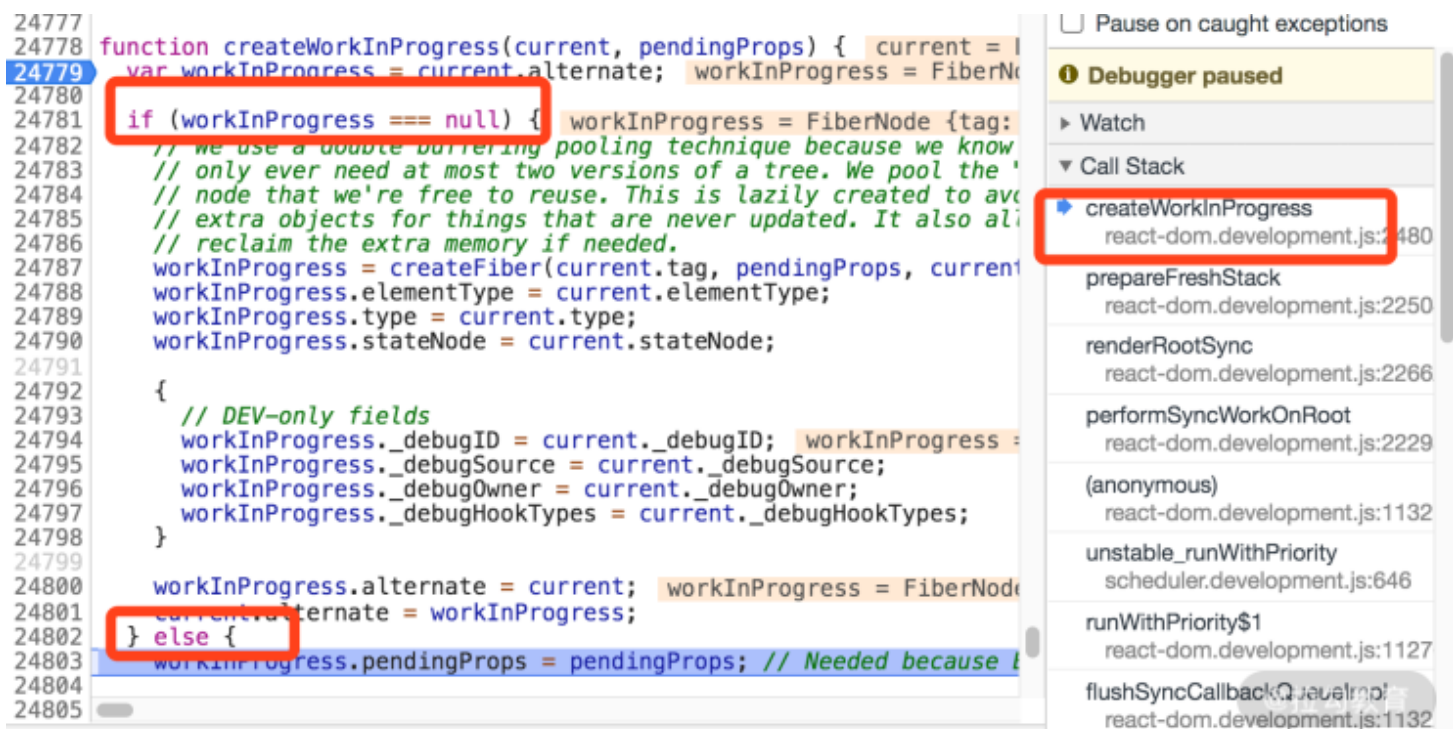 24777
24778 function createWorkInProgress(current, pendingProps) { current =
24779 var workInProgress = current.alternate; workInProgress = FiberNo
24780
24781 if (workInProgress === null) { workInProgress = FiberNode {tag:
24782 // We use a double buffering pooling technique because we know
24783 // only ever need at most two versions of a tree. We pool the "
24784 // node that we're free to reuse. This is lazily created to avo
24785 // extra objects for things that are never updated. It also al
24786 // reclaim the extra memory if needed.
24787 workInProgress = createFiber(current.tag, pendingProps, current
24788 workInProgress.elementType = current.elementType;
24789 workInProgress.type = current.type;
24790 workInProgress.stateNode = current.stateNode;
24791
24792 {
24793 // DEV-only fields
24794 workInProgress._debugID = current._debugID; workInProgress =
24795 workInProgress._debugSource = current._debugSource;
24796 workInProgress._debugOwner = current._debugOwner;
24797 workInProgress._debugHookTypes = current._debugHookTypes;
24798 }
24799
24800 workInProgress.alternate = current; workInProgress = FiberNode
24801 current.alternate = workInProgress;
24802 } else {
24803 workInProgress.pendingProps = pendingProps; // Needed because
24804
24805
Pause on caught exceptions
Debugger paused
Watch
Call Stack
createWorkInProgress
react-dom.development.js:2480
prepareFreshStack
react-dom.development.js:2250
renderRootSync
react-dom.development.js:2266
performSyncWorkOnRoot
react-dom.development.js:2229
(anonymous)
react-dom.development.js:1132
unstable_runWithPriority
scheduler.development.js:646
runWithPriority$1
react-dom.development.js:1127
flushSyncCallbackQueueImpl
react-dom.development.js:1132
@拉勾教育